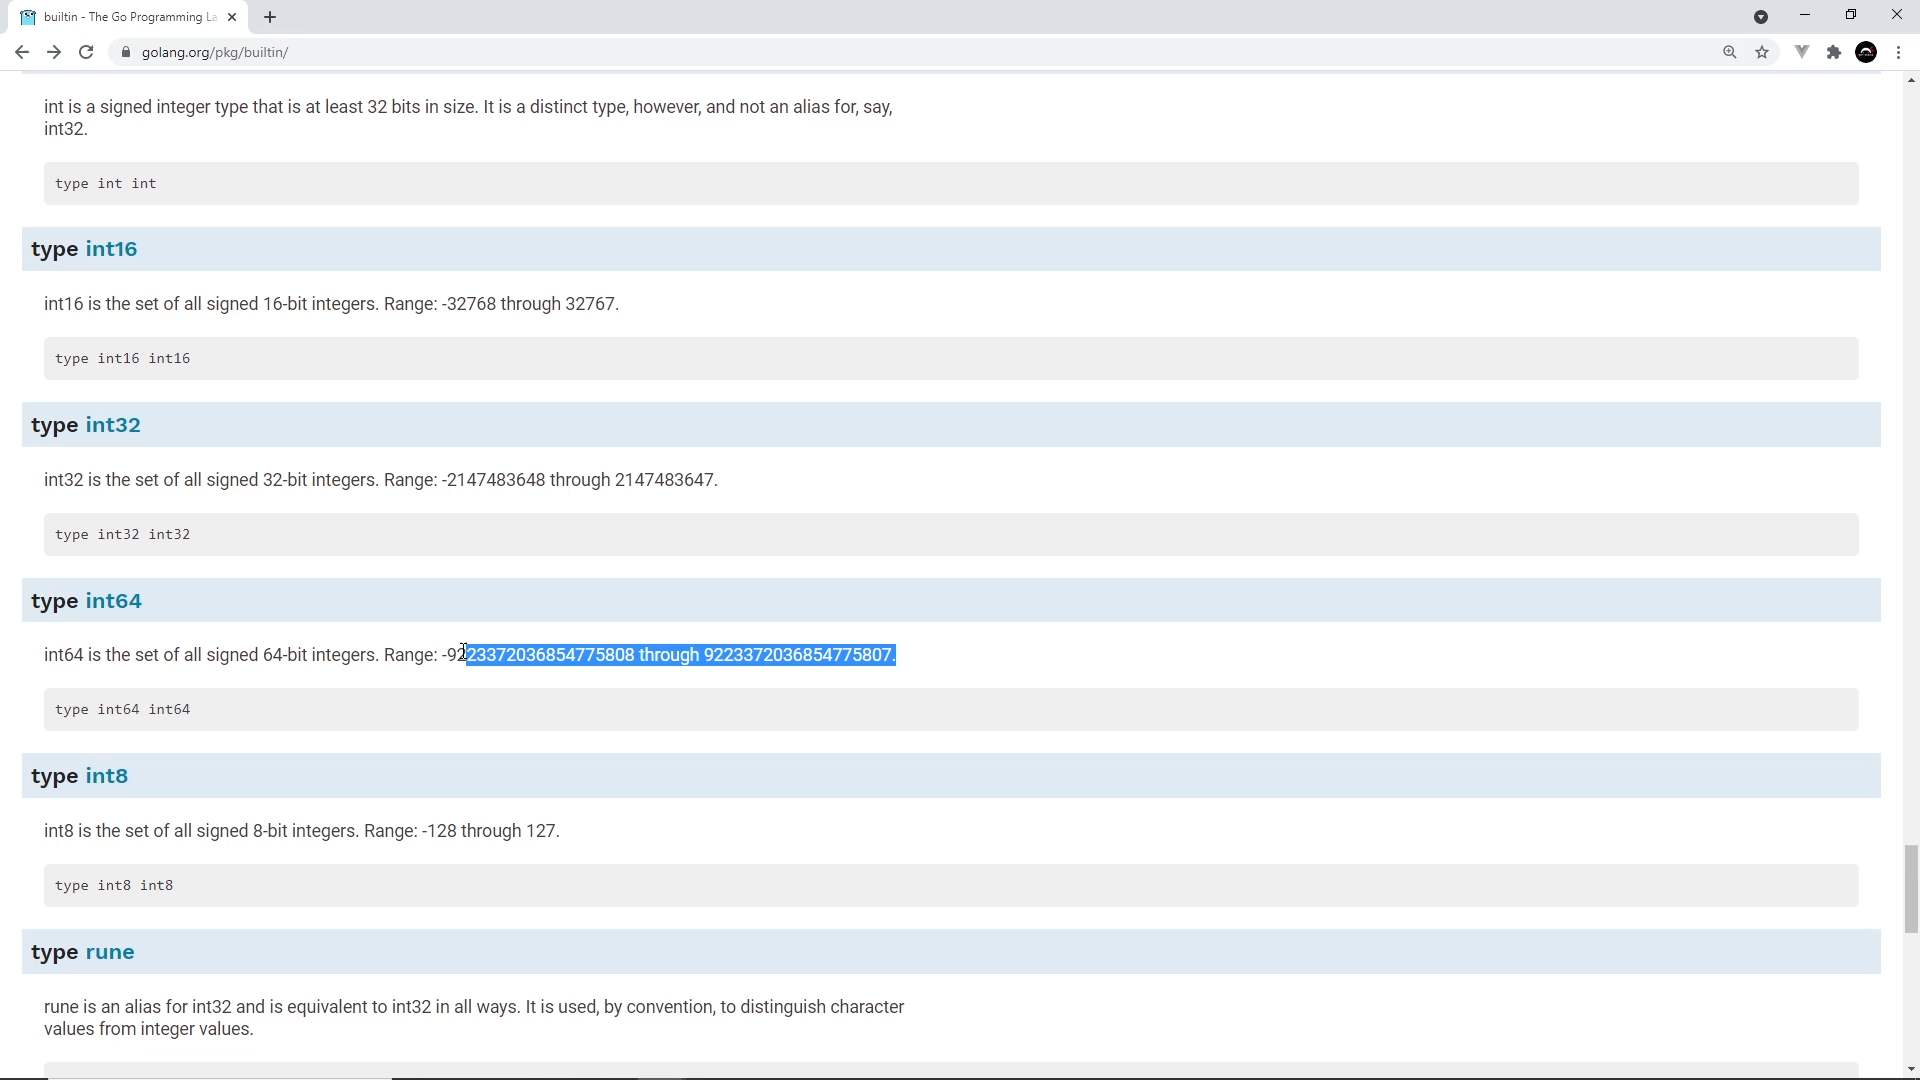 builtin - The Go Programming La
golang.org/pkg/builtin/
int is a signed integer type that is at least 32 bits in size. It is a distinct type, however, and not an alias for, say,
int32.
type int int
type int16
int16 is the set of all signed 16-bit integers. Range: -32768 through 32767.
type int16 int16
type int32
int32 is the set of all signed 32-bit integers. Range: -2147483648 through 2147483647.
type int32 int32
type int64
int64 is the set of all signed 64-bit integers. Range: -9223372036854775808 through 9223372036854775807.
type int64 int64
type int8
int8 is the set of all signed 8-bit integers. Range: -128 through 127.
type int8 int8
type rune
rune is an alias for int32 and is equivalent to int32 in all ways. It is used, by convention, to distinguish character
values from integer values.